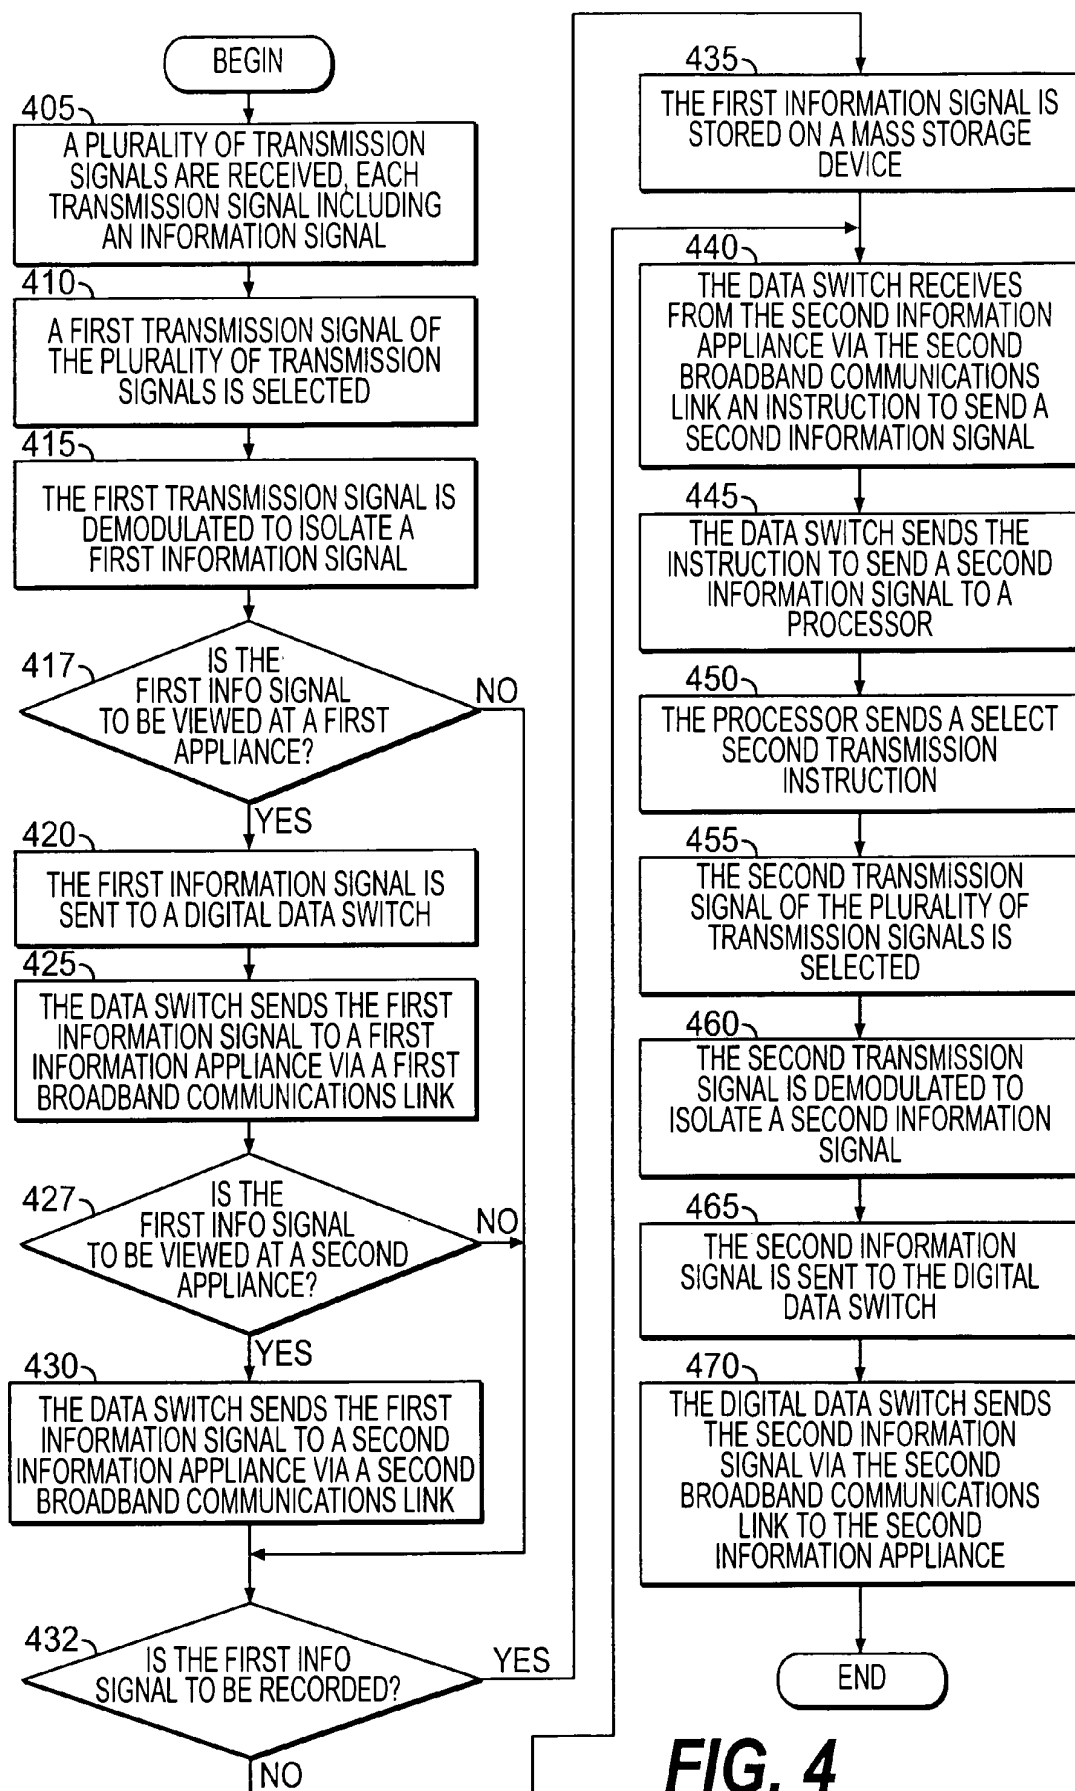 BEGIN
405
A PLURALITY OF TRANSMISSION
SIGNALS ARE RECEIVED, EACH
TRANSMISSION SIGNAL INCLUDING
AN INFORMATION SIGNAL
410
A FIRST TRANSMISSION SIGNAL OF
THE PLURALITY OF TRANSMISSION
SIGNALS IS SELECTED
415
THE FIRST TRANSMISSION SIGNAL IS
DEMODULATED TO ISOLATE A
FIRST INFORMATION SIGNAL
417
IS THE
FIRST INFO SIGNAL
TO BE VIEWED AT A FIRST
APPLIANCE?
NO
YES
420
THE FIRST INFORMATION SIGNAL IS
SENT TO A DIGITAL DATA SWITCH
425
THE DATA SWITCH SENDS THE FIRST
INFORMATION SIGNAL TO A FIRST
INFORMATION APPLIANCE VIA A FIRST
BROADBAND COMMUNICATIONS LINK
427
IS THE
FIRST INFO SIGNAL
TO BE VIEWED AT A SECOND
APPLIANCE?
NO
YES
430
THE DATA SWITCH SENDS THE FIRST
INFORMATION SIGNAL TO A SECOND
INFORMATION APPLIANCE VIA A SECOND
BROADBAND COMMUNICATIONS LINK
432
IS THE FIRST INFO
SIGNAL TO BE RECORDED?
YES
NO
435
THE FIRST INFORMATION SIGNAL IS
STORED ON A MASS STORAGE
DEVICE
440
THE DATA SWITCH RECEIVES
FROM THE SECOND INFORMATION
APPLIANCE VIA THE SECOND
BROADBAND COMMUNICATIONS
LINK AN INSTRUCTION TO SEND A
SECOND INFORMATION SIGNAL
445
THE DATA SWITCH SENDS THE
INSTRUCTION TO SEND A SECOND
INFORMATION SIGNAL TO A
PROCESSOR
450
THE PROCESSOR SENDS A SELECT
SECOND TRANSMISSION
INSTRUCTION
455
THE SECOND TRANSMISSION
SIGNAL OF THE PLURALITY OF
TRANSMISSION SIGNALS IS
SELECTED
460
THE SECOND TRANSMISSION
SIGNAL IS DEMODULATED TO
ISOLATE A SECOND INFORMATION
SIGNAL
465
THE SECOND INFORMATION
SIGNAL IS SENT TO THE DIGITAL
DATA SWITCH
470
THE DIGITAL DATA SWITCH SENDS
THE SECOND INFORMATION
SIGNAL VIA THE SECOND
BROADBAND COMMUNICATIONS
LINK TO THE SECOND
INFORMATION APPLIANCE
END
FIG. 4